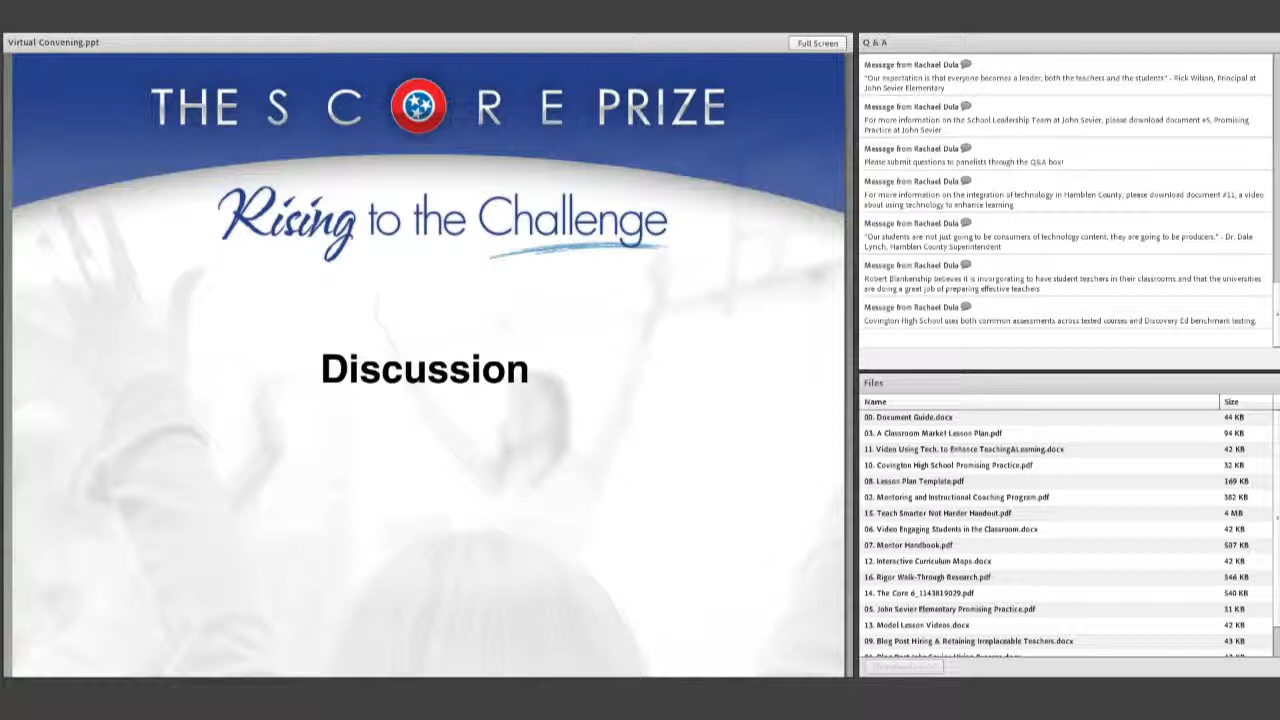 Virtual Convening.ppt
Full Screen
THE SCORE PRIZE
Rising to the Challenge
Discussion
Q & A
Message from Rachael Dula
"Our expectation is that everyone becomes a leader, both the teachers and the students" - Rick Wilson, Principal at
John Sevier Elementary
Message from Rachael Dula
For more information on the School Leadership Team at John Sevier, please download document #5, Promising
Practice at John Sevier
Message from Rachael Dula
Please submit questions to panelists through the Q&A box!
Message from Rachael Dula
For more information on the integration of technology in Hamblen County, please download document #11, a video
about using technology to enhance learning
Message from Rachael Dula
"Our students are not just going to be consumers of technology content, they are going to be producers." - Dr. Dale
Lynch, Hamblen County Superintendent
Message from Rachael Dula
Robert Blankenship believes it is invorgorating to have student teachers in their classrooms and that the universities
are doing a great job of preparing effective teachers
Message from Rachael Dula
Covington High School uses both common assessments across tested courses and Discovery Ed benchmark testing.
Files
Name Size
00. Document Guide.docx 44 KB
03. A Classroom Market Lesson Plan.pdf 94 KB
11. Video Using Tech. to Enhance Teaching&Learning.docx 42 KB
10. Covington High School Promising Practice.pdf 32 KB
08. Lesson Plan Template.pdf 169 KB
02. Mentoring and Instructional Coaching Program.pdf 382 KB
15. Teach Smarter Not Harder Handout.pdf 4 MB
06. Video Engaging Students in the Classroom.docx 42 KB
07. Mentor Handbook.pdf 507 KB
12. Interactive Curriculum Maps.docx 42 KB
16. Rigor Walk-Through Research.pdf 346 KB
14. The Core 6_1143819029.pdf 540 KB
05. John Sevier Elementary Promising Practice.pdf 31 KB
13. Model Lesson Videos.docx 42 KB
09. Blog Post Hiring & Retaining Irreplaceable Teachers.docx 43 KB